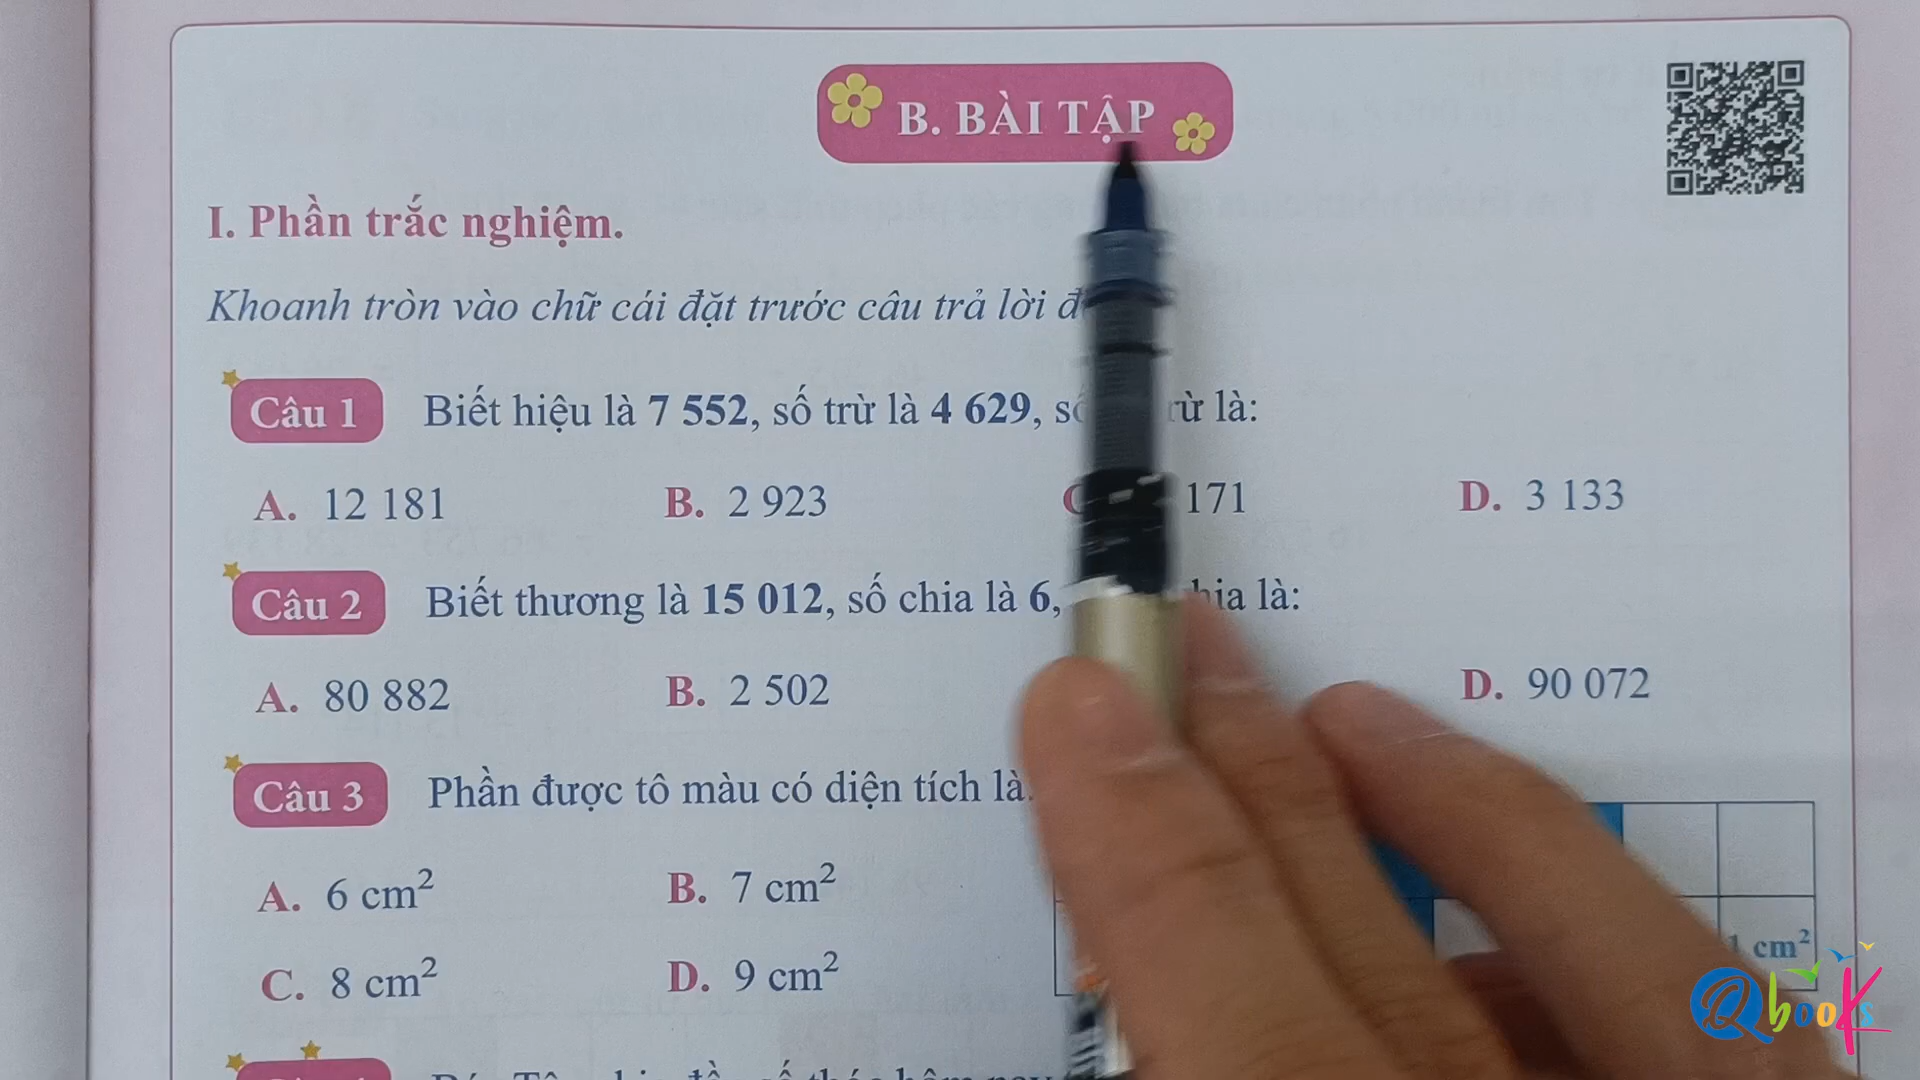 B. BÀI TẬP
I. Phần trắc nghiệm.
Khoanh tròn vào chữ cái đặt trước câu trả lời
Câu 1 Biết hiệu là 7 552, số trừ là 4 629, là:
A. 12 181 B. 2 923 171 D. 3 133
Câu 2 Biết thương là 15 012, số chia là 6, là:
A. 80 882 B. 2 502 D. 90 072
Câu 3 Phần được tô màu có diện tích là
A. 6 cm² B. 7 cm²
1 cm²
C. 8 cm² D. 9 cm²
Qbooks